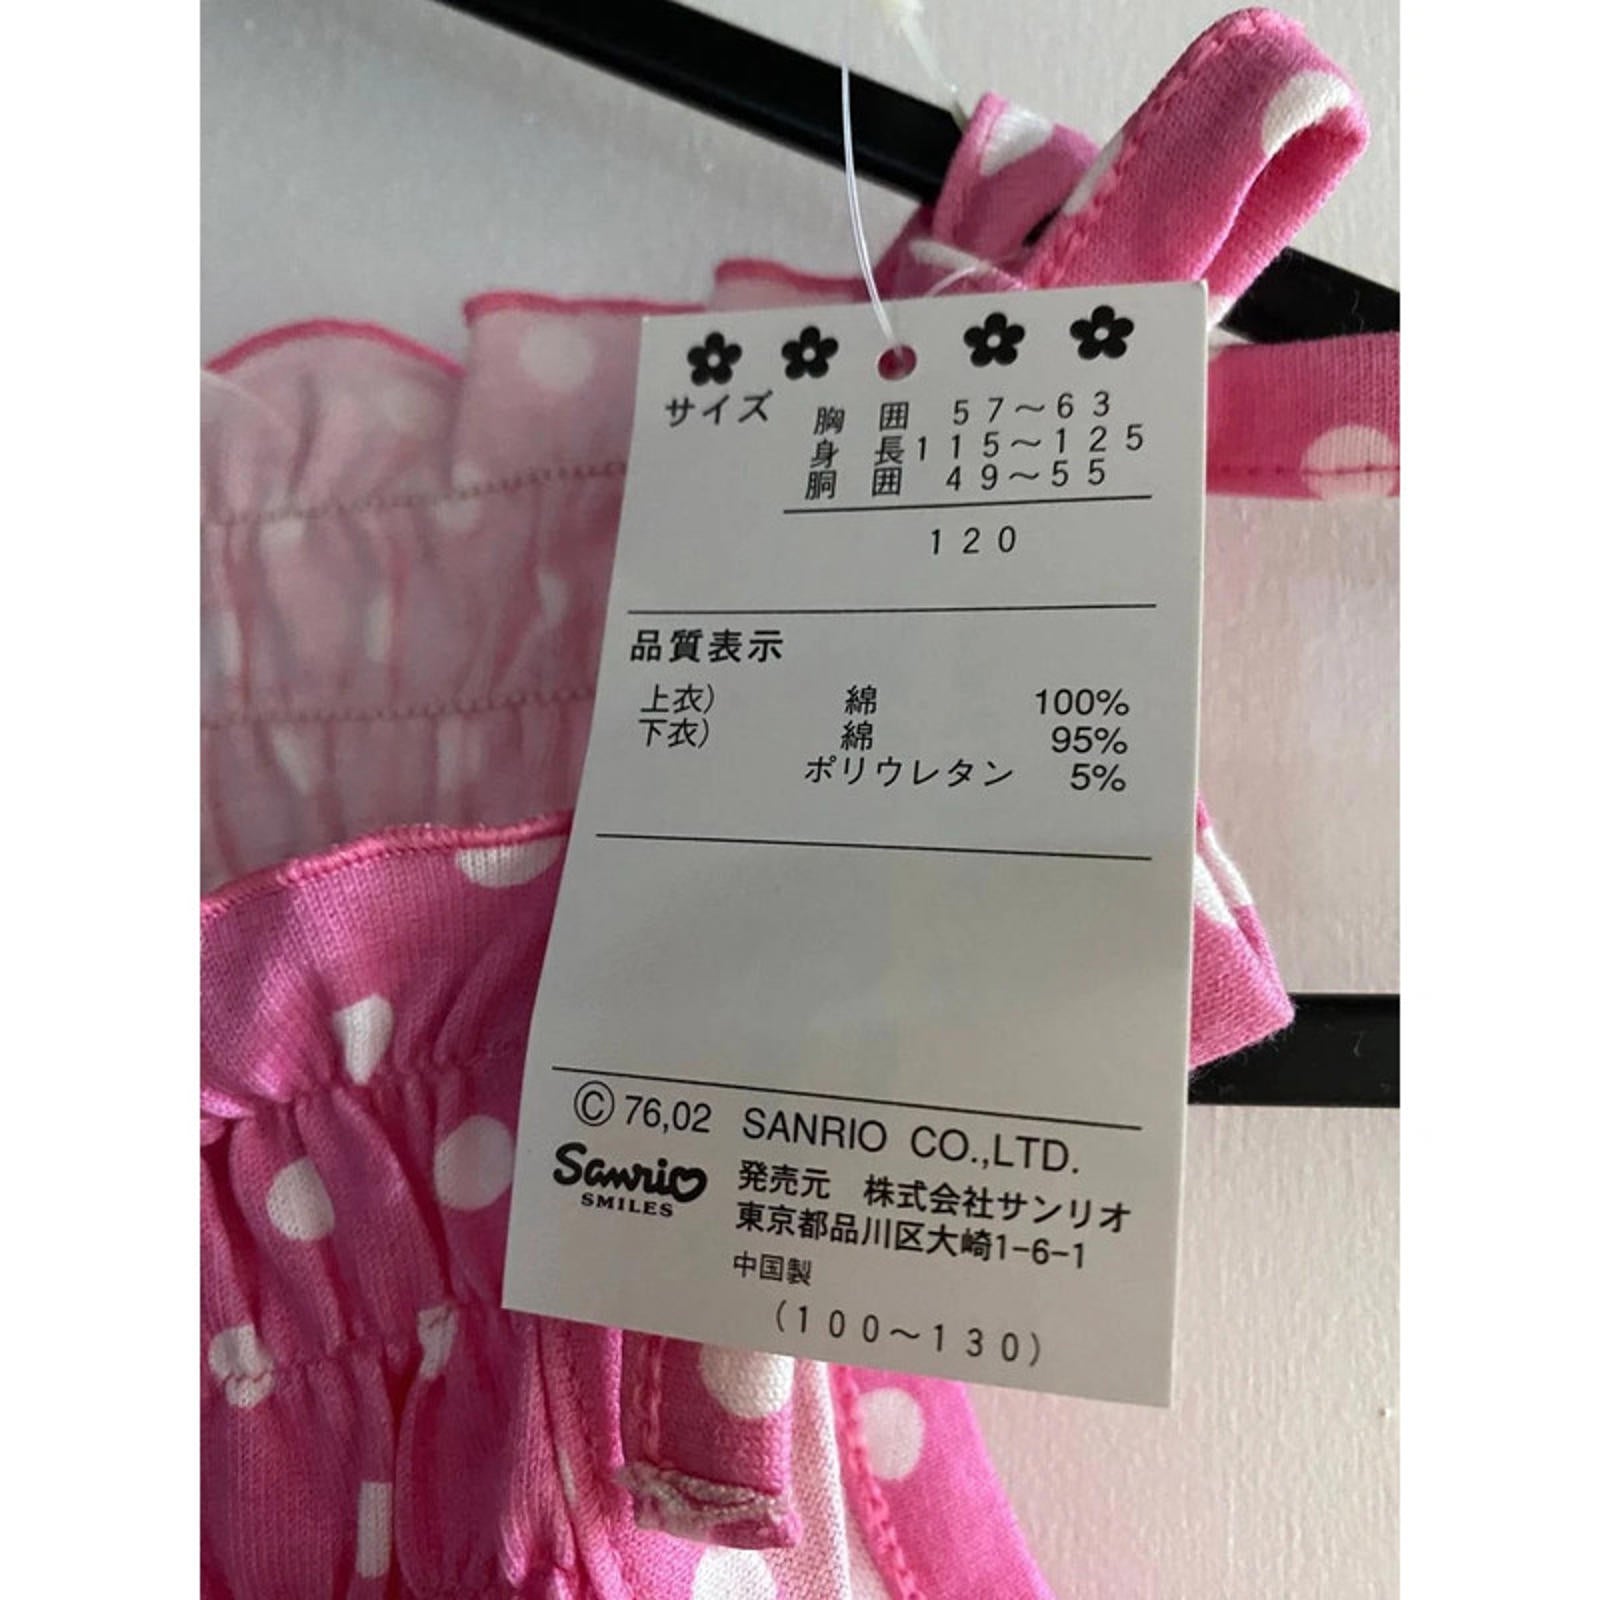 サイズ
胸 囲 57～63
身 長115～125
胴 囲 49～55
120
品質表示
上衣) 綿 100%
下衣) 綿 95%
ポリウレタン 5%
©76,02 SANRIO CO.,LTD.
Sanrio
SMILES
発売元 株式会社サンリオ
東京都品川区大崎1-6-1
中国製
(100～130)